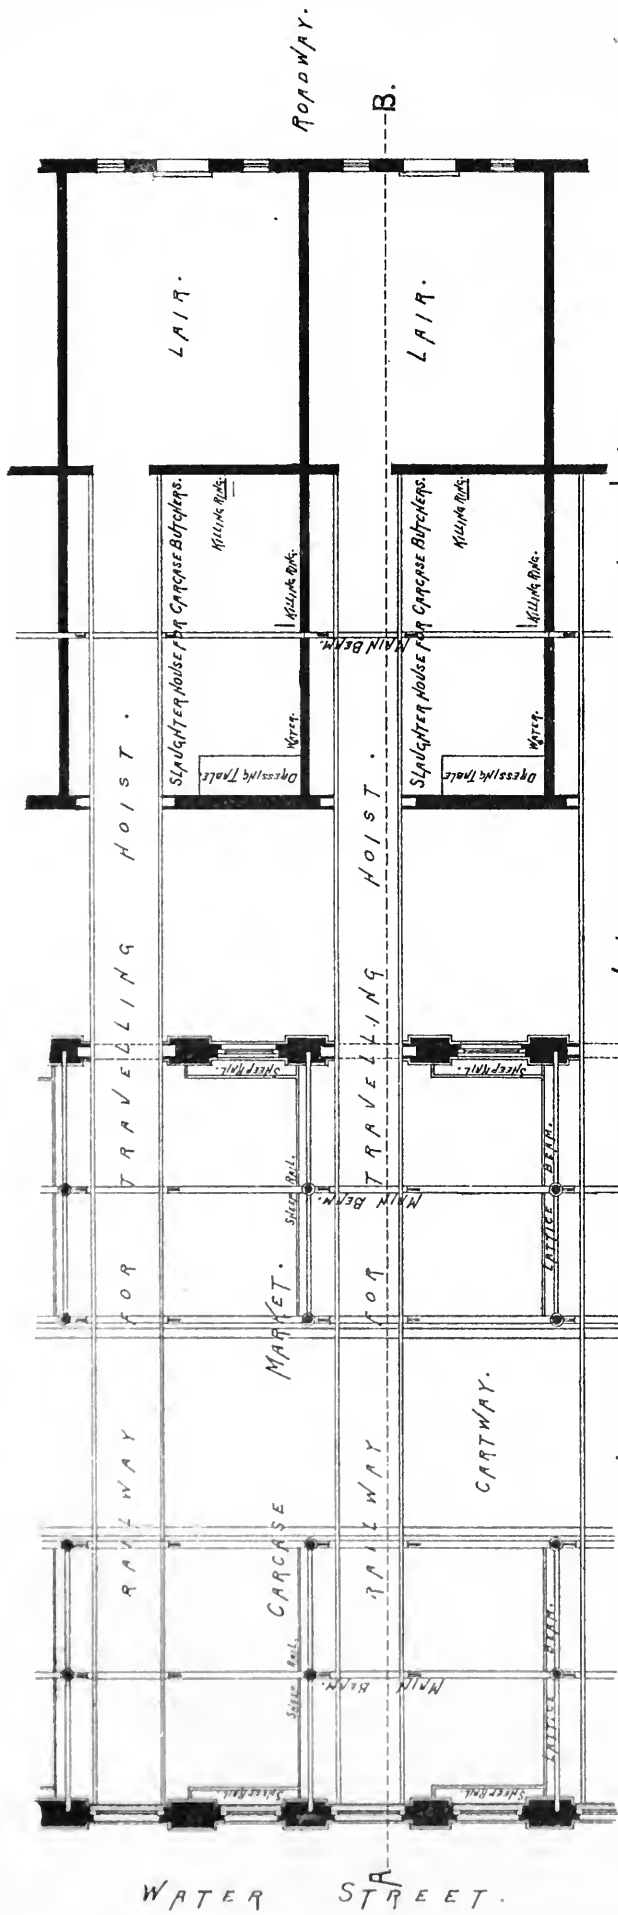 ROADWAY.
B.
LAIR.
LAIR.
SLAUGHTER HOUSE FOR CARCASE BUTCHERS.
KILLING RING.
KILLING RING.
WATER.
DRESSING TABLE
SLAUGHTER HOUSE FOR CARCASE BUTCHERS.
KILLING RING.
KILLING RING.
WATER.
DRESSING TABLE
MAIN BEAM.
RAILWAY FOR TRAVELLING HOIST.
RAILWAY FOR TRAVELLING HOIST.
SHEEP RAIL.
SHEEP RAIL.
SHEEP RAIL.
MAIN BEAM.
LATTICE BEAM.
CARCASE MARKET.
CARTWAY.
SHEEP RAIL.
MAIN BEAM.
LATTICE BEAM.
SHEEP RAIL
SHEEP RAIL
A
WATER STREET.